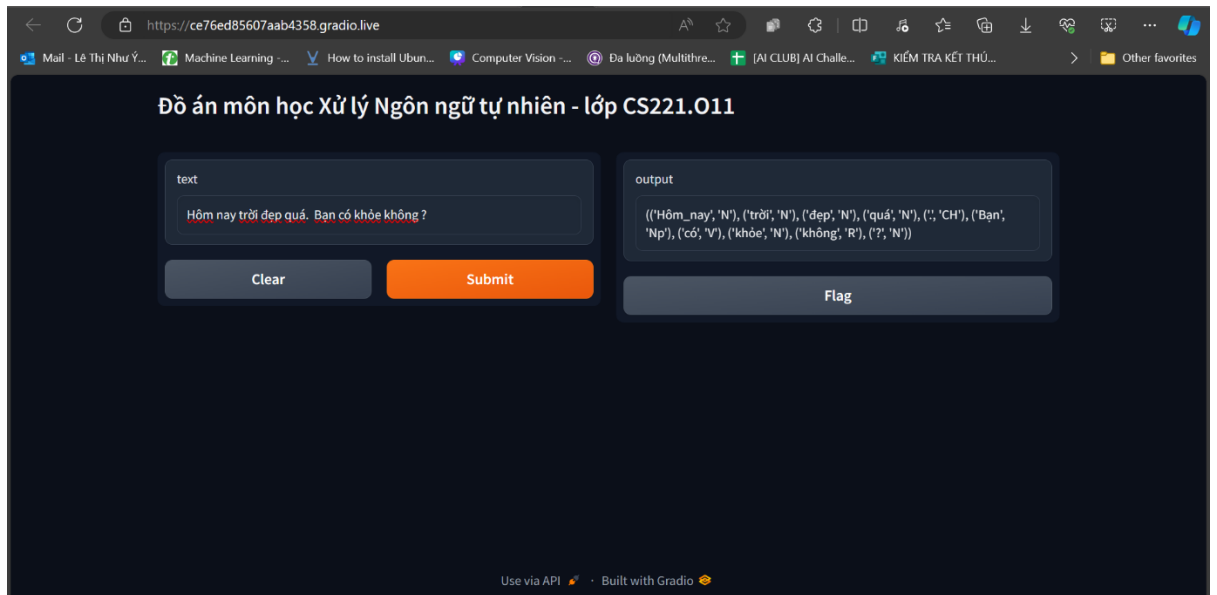 https://ce76ed85607aab4358.gradio.live
Mail - Lê Thị Như Ý... Machine Learning -... How to install Ubun... Computer Vision -... Đa luồng (Multithre... [AI CLUB] AI Challe... KIỂM TRA KẾT THÚ... Other favorites
Đồ án môn học Xử lý Ngôn ngữ tự nhiên - lớp CS221.O11
text
Hôm nay trời đẹp quá. Bạn có khỏe không ?
Clear Submit
output
(('Hôm_nay', 'N'), ('trời', 'N'), ('đẹp', 'N'), ('quá', 'N'), ('.', 'CH'), ('Bạn',
'Np'), ('có', 'V'), ('khỏe', 'N'), ('không', 'R'), ('?', 'N'))
Flag
Use via API · Built with Gradio